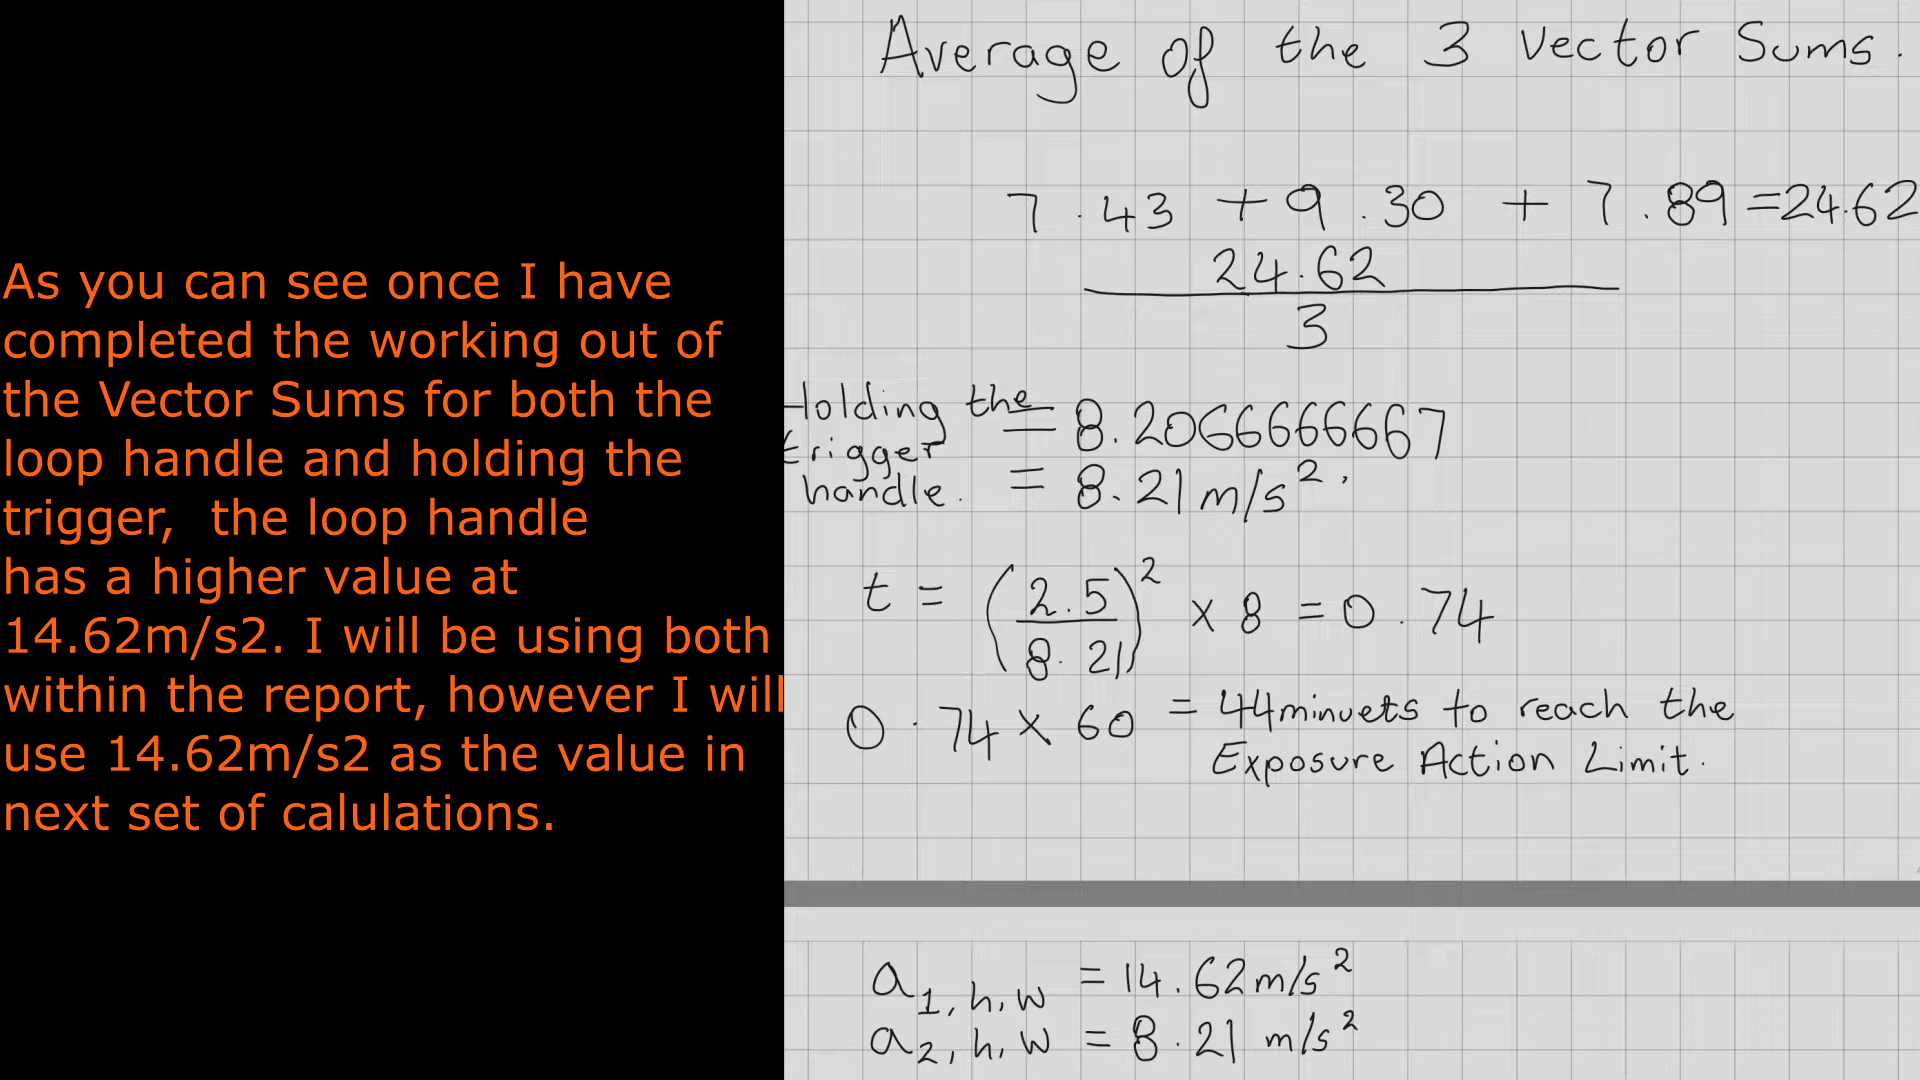 As you can see once I have
completed the working out of
the Vector Sums for both the
loop handle and holding the
trigger, the loop handle
has a higher value at
14.62m/s2. I will be using both
within the report, however I will
use 14.62m/s2 as the value in
next set of calulations.
Average of the 3 Vector Sums.
7.43 + 9.30 + 7.89 = 24.62
24.62
3
Holding the = 8.2066666667
trigger
handle. = 8.21 m/s².
t = (2.5/8.21)² × 8 = 0.74
0.74 × 60 = 44minuets to reach the
Exposure Action Limit.
a1,h,w = 14.62m/s²
a2,h,w = 8.21 m/s²